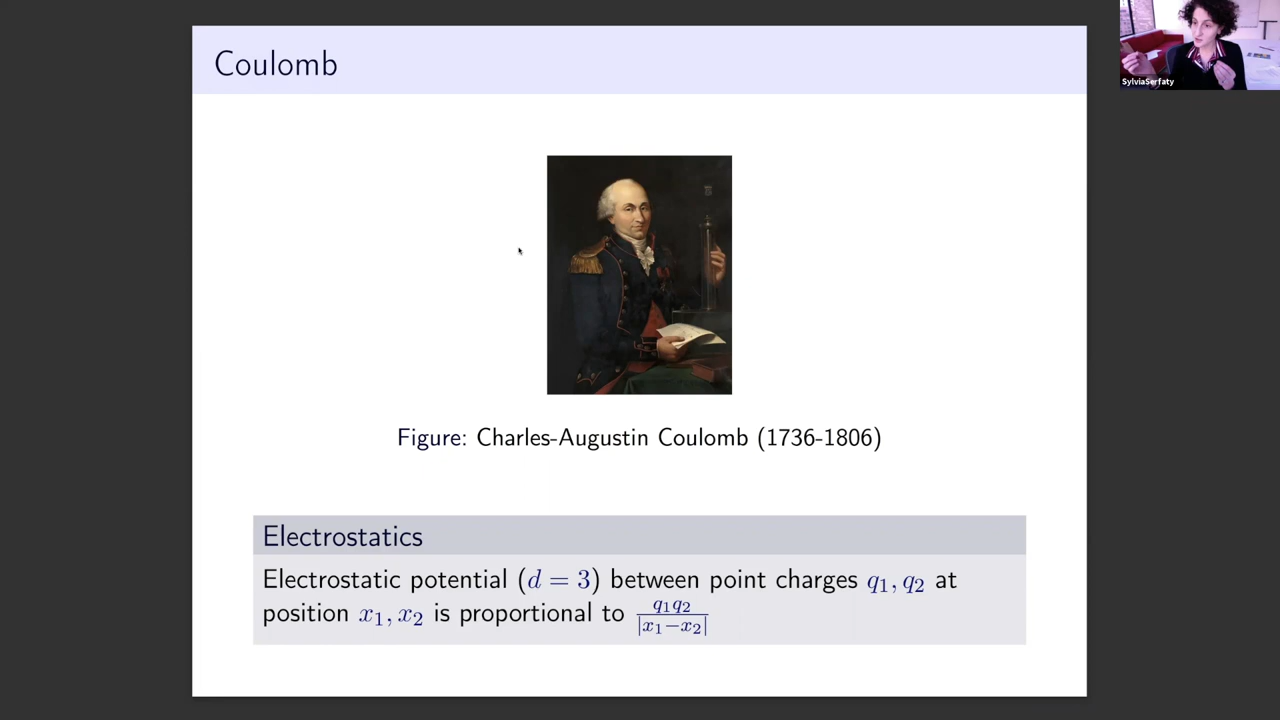 Coulomb
SylviaSerfaty
Figure: Charles-Augustin Coulomb (1736-1806)
Electrostatics
Electrostatic potential (d = 3) between point charges q₁, q₂ at
position x₁, x₂ is proportional to q₁q₂/|x₁−x₂|